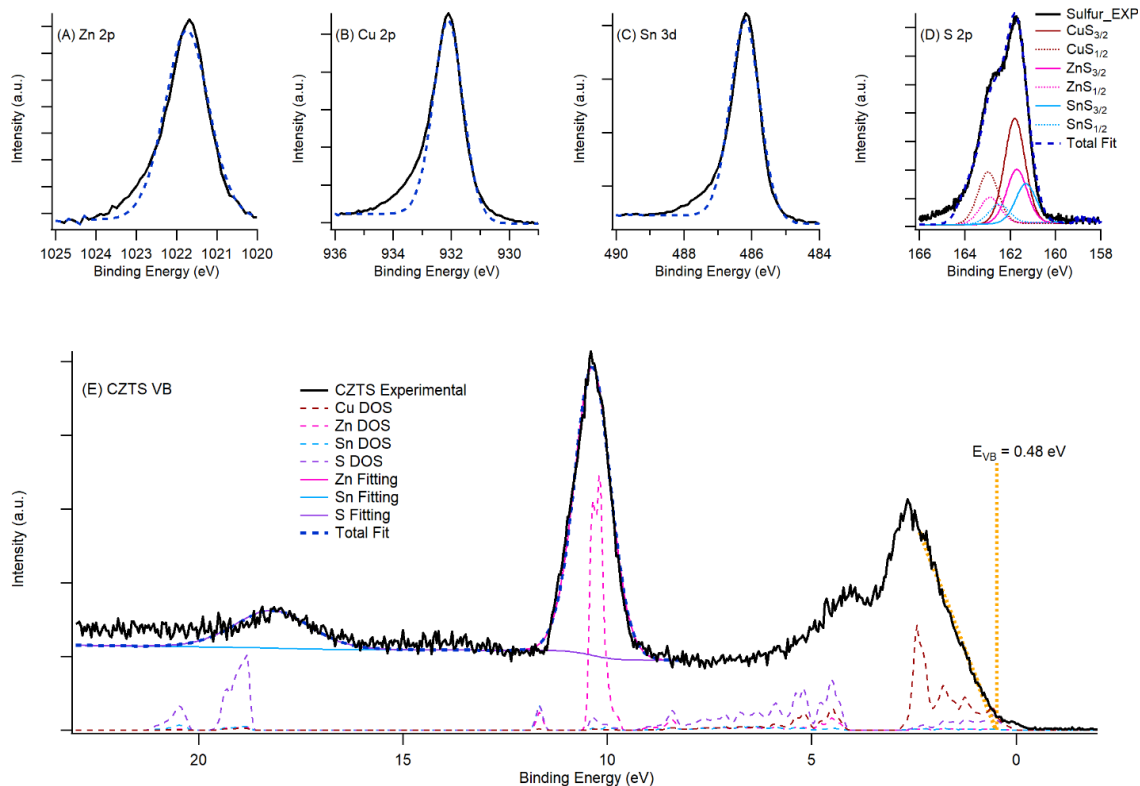 (A) Zn 2p
Intensity (a.u.)
1025 1024 1023 1022 1021 1020
Binding Energy (eV)
(B) Cu 2p
Intensity (a.u.)
936 934 932 930
Binding Energy (eV)
(C) Sn 3d
Intensity (a.u.)
490 488 486 484
Binding Energy (eV)
(D) S 2p
Intensity (a.u.)
166 164 162 160 158
Binding Energy (eV)
Sulfur_EXP
CuS3/2
CuS1/2
ZnS3/2
ZnS1/2
SnS3/2
SnS1/2
Total Fit
(E) CZTS VB
Intensity (a.u.)
CZTS Experimental
Cu DOS
Zn DOS
Sn DOS
S DOS
Zn Fitting
Sn Fitting
S Fitting
Total Fit
EVB = 0.48 eV
20 15 10 5 0
Binding Energy (eV)